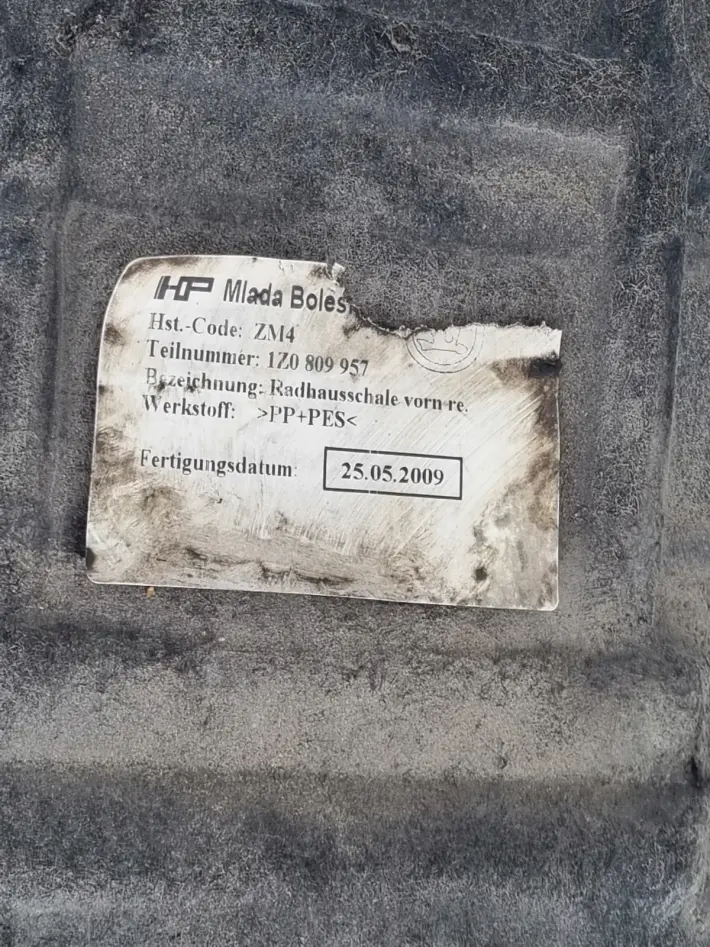 HP Mlada Boles
Hst.-Code: ZM4
Teilnummer: 1Z0 809 957
Bezeichnung: Radhausschale vorn re.
Werkstoff: >PP+PES<
Fertigungsdatum: 25.05.2009